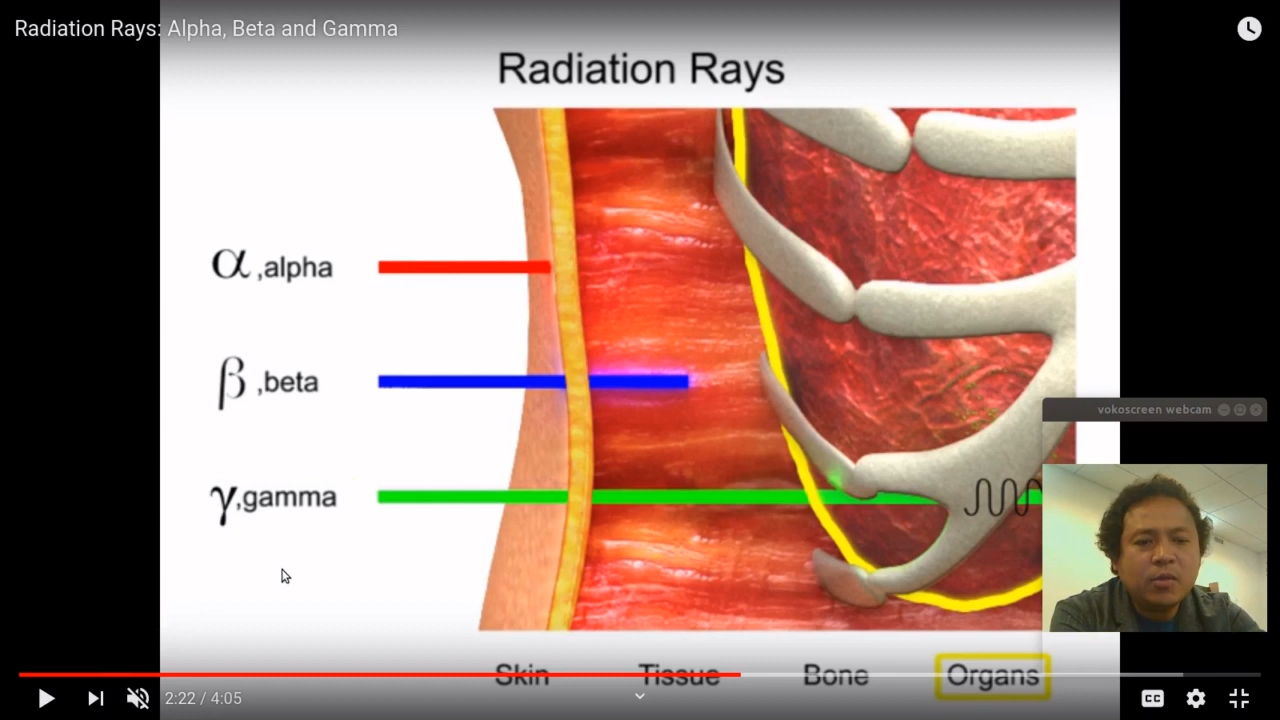 Radiation Rays: Alpha, Beta and Gamma
Radiation Rays
α ,alpha
β ,beta
γ,gamma
vokoscreen webcam
Skin Tissue Bone Organs
2:22 / 4:05
CC